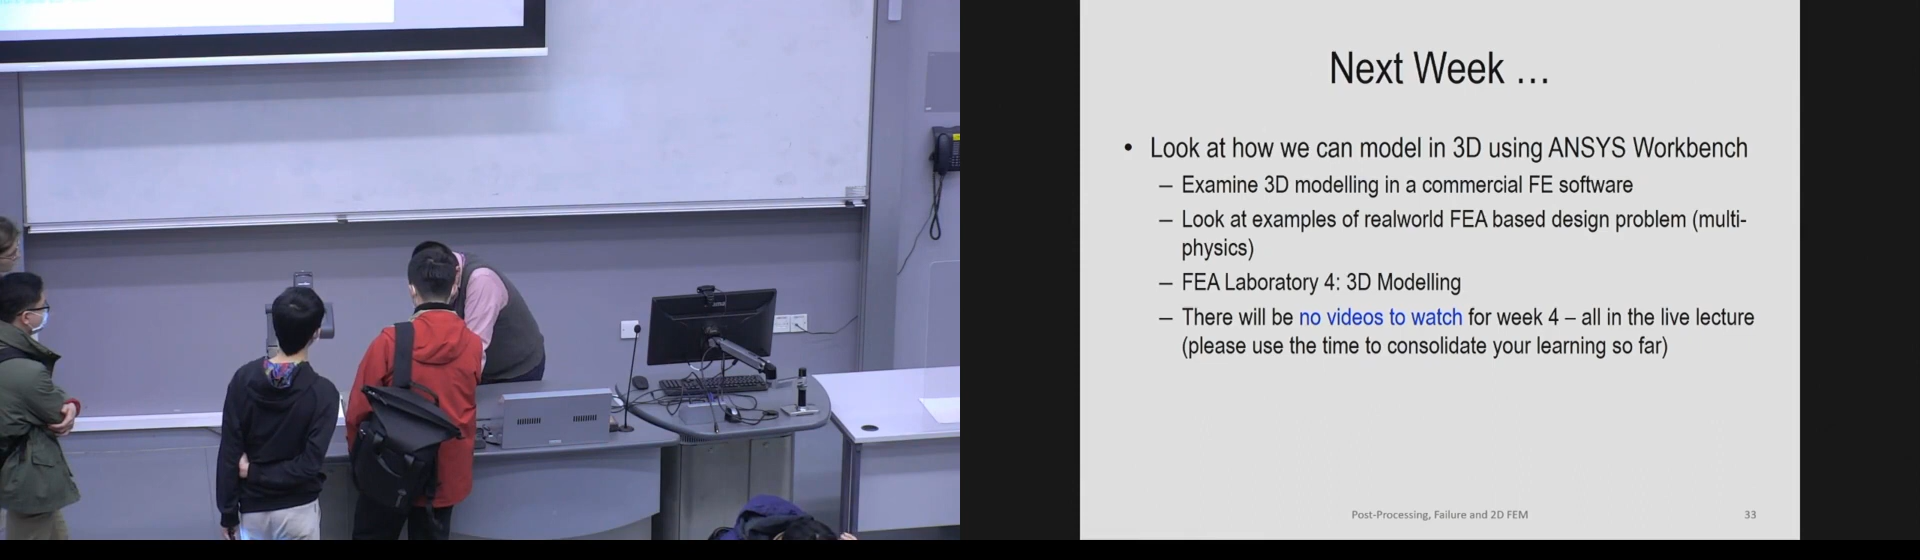 Next Week …
• Look at how we can model in 3D using ANSYS Workbench
– Examine 3D modelling in a commercial FE software
– Look at examples of realworld FEA based design problem (multi-
physics)
– FEA Laboratory 4: 3D Modelling
– There will be no videos to watch for week 4 – all in the live lecture
(please use the time to consolidate your learning so far)
Post-Processing, Failure and 2D FEM
33